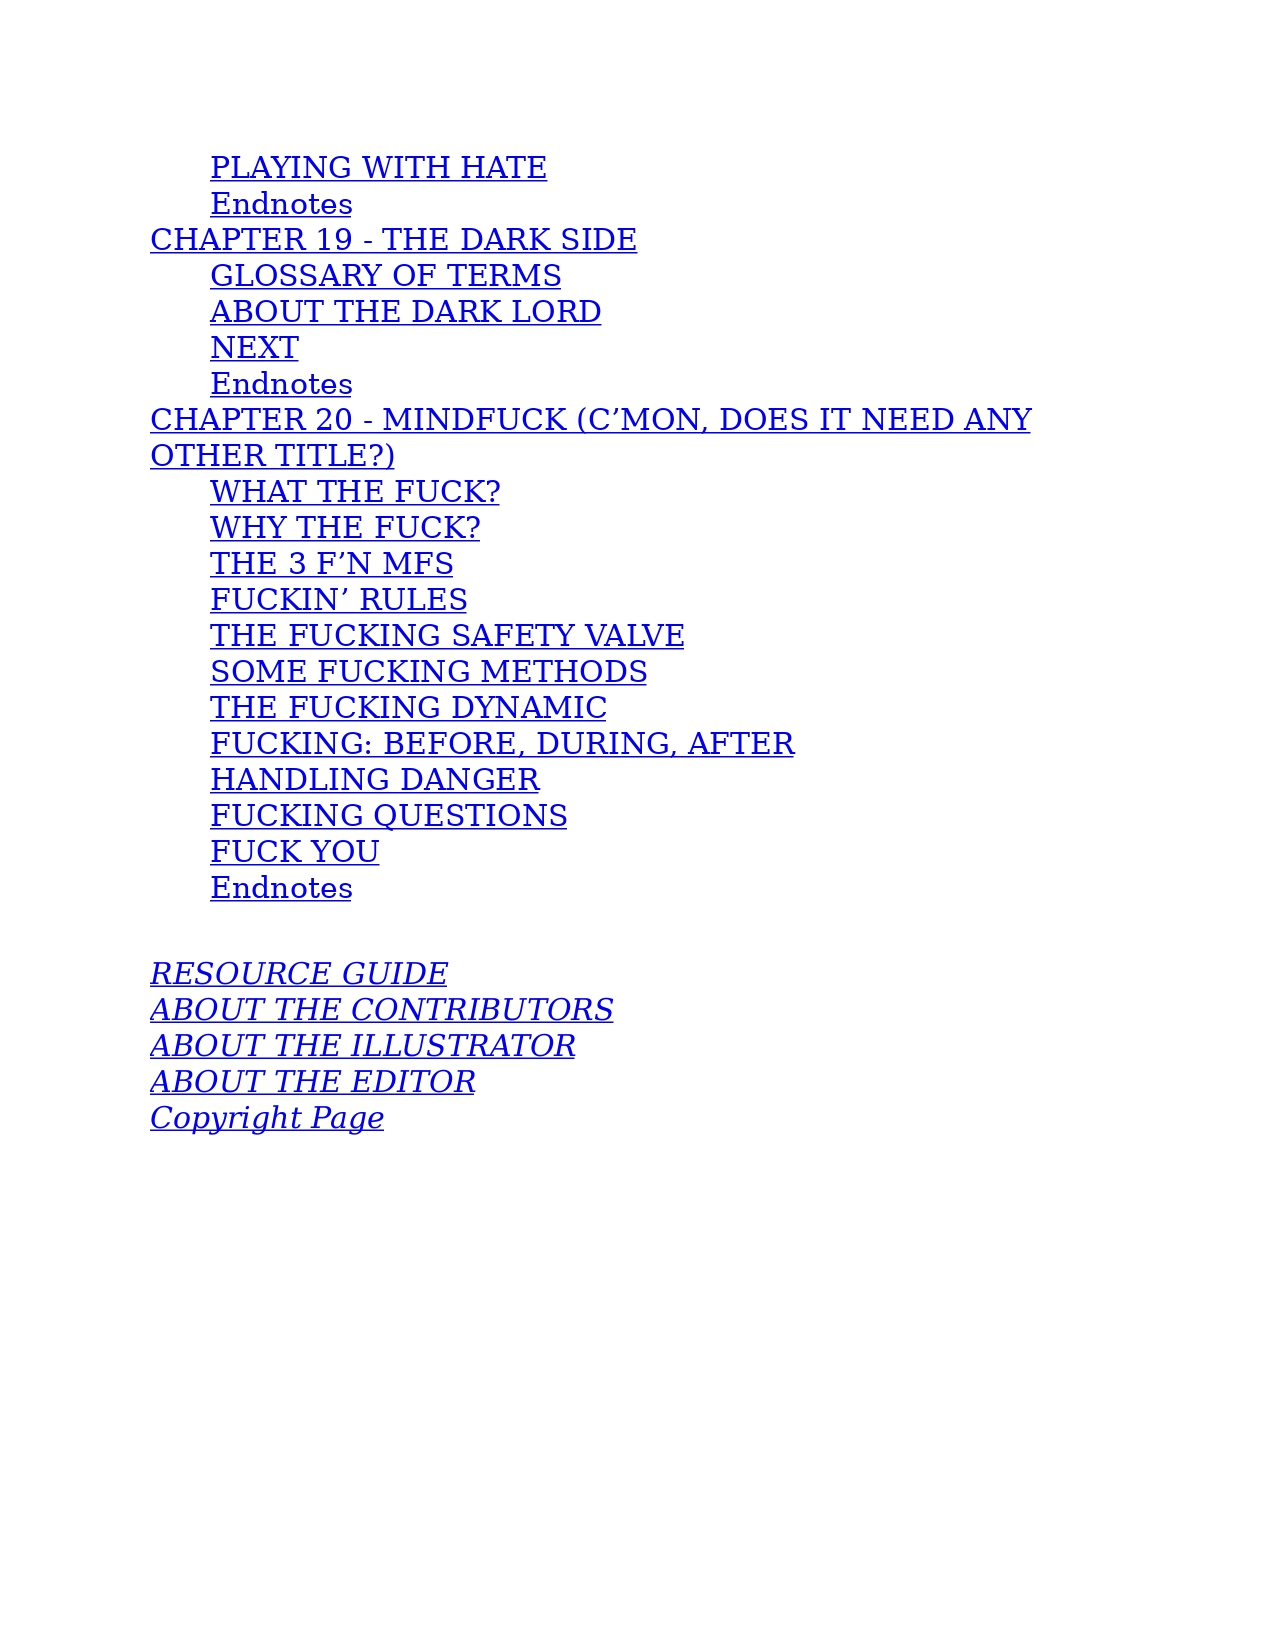 PLAYING WITH HATE
Endnotes
CHAPTER 19 - THE DARK SIDE
GLOSSARY OF TERMS
ABOUT THE DARK LORD
NEXT
Endnotes
CHAPTER 20 - MINDFUCK (C’MON, DOES IT NEED ANY
OTHER TITLE?)
WHAT THE FUCK?
WHY THE FUCK?
THE 3 F’N MFS
FUCKIN’ RULES
THE FUCKING SAFETY VALVE
SOME FUCKING METHODS
THE FUCKING DYNAMIC
FUCKING: BEFORE, DURING, AFTER
HANDLING DANGER
FUCKING QUESTIONS
FUCK YOU
Endnotes
RESOURCE GUIDE
ABOUT THE CONTRIBUTORS
ABOUT THE ILLUSTRATOR
ABOUT THE EDITOR
Copyright Page